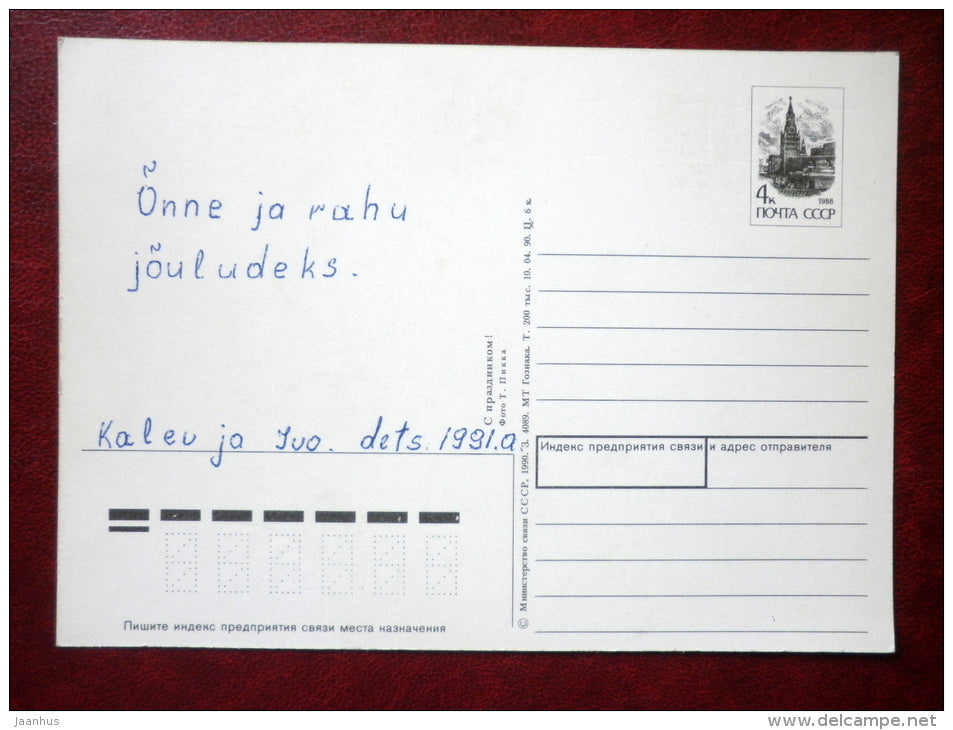 Õnne ja rahu
jõuludeks.
Kalev ja Ivo. dets. 1991.a
Пишите индекс предприятия связи места назначения
С праздником!
Фото Т. Пикка
© Министерство связи СССР, 1990. З. 4089. МТ Гознака. Т. 200 тыс. 10. 04. 90. Ц. 6 к.
4к
1988
ПОЧТА СССР
Индекс предприятия связи и адрес отправителя
jaanhus
www.delcampe.net